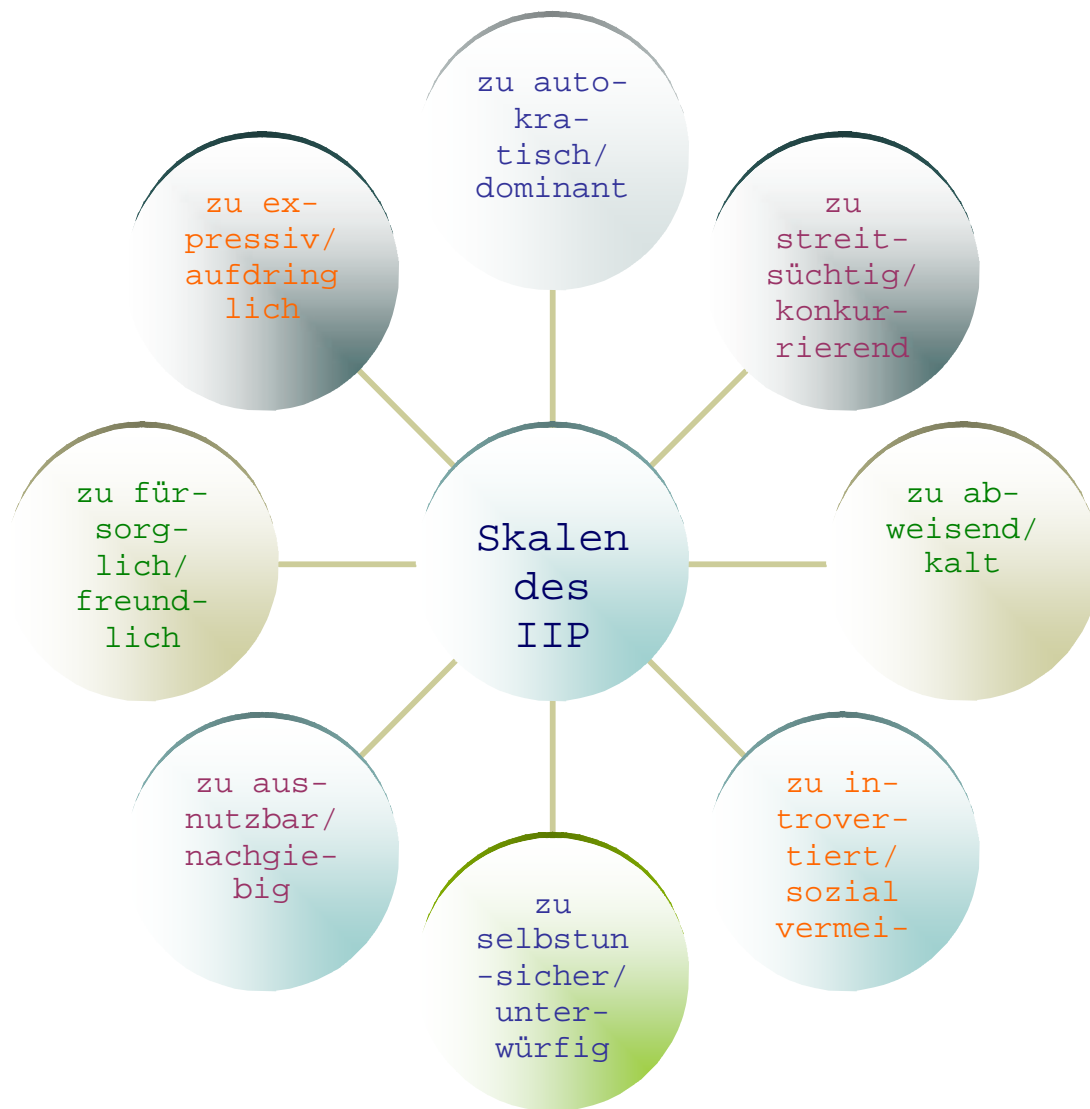 zu auto-
kra-
tisch/
dominant
zu
streit-
süchtig/
konkur-
rierend
zu ab-
weisend/
kalt
zu in-
trover-
tiert/
sozial
vermei-
zu
selbstun
-sicher/
unter-
würfig
zu aus-
nutzbar/
nachgie-
big
zu für-
sorg-
lich/
freund-
lich
zu ex-
pressiv/
aufdring
lich
Skalen
des
IIP